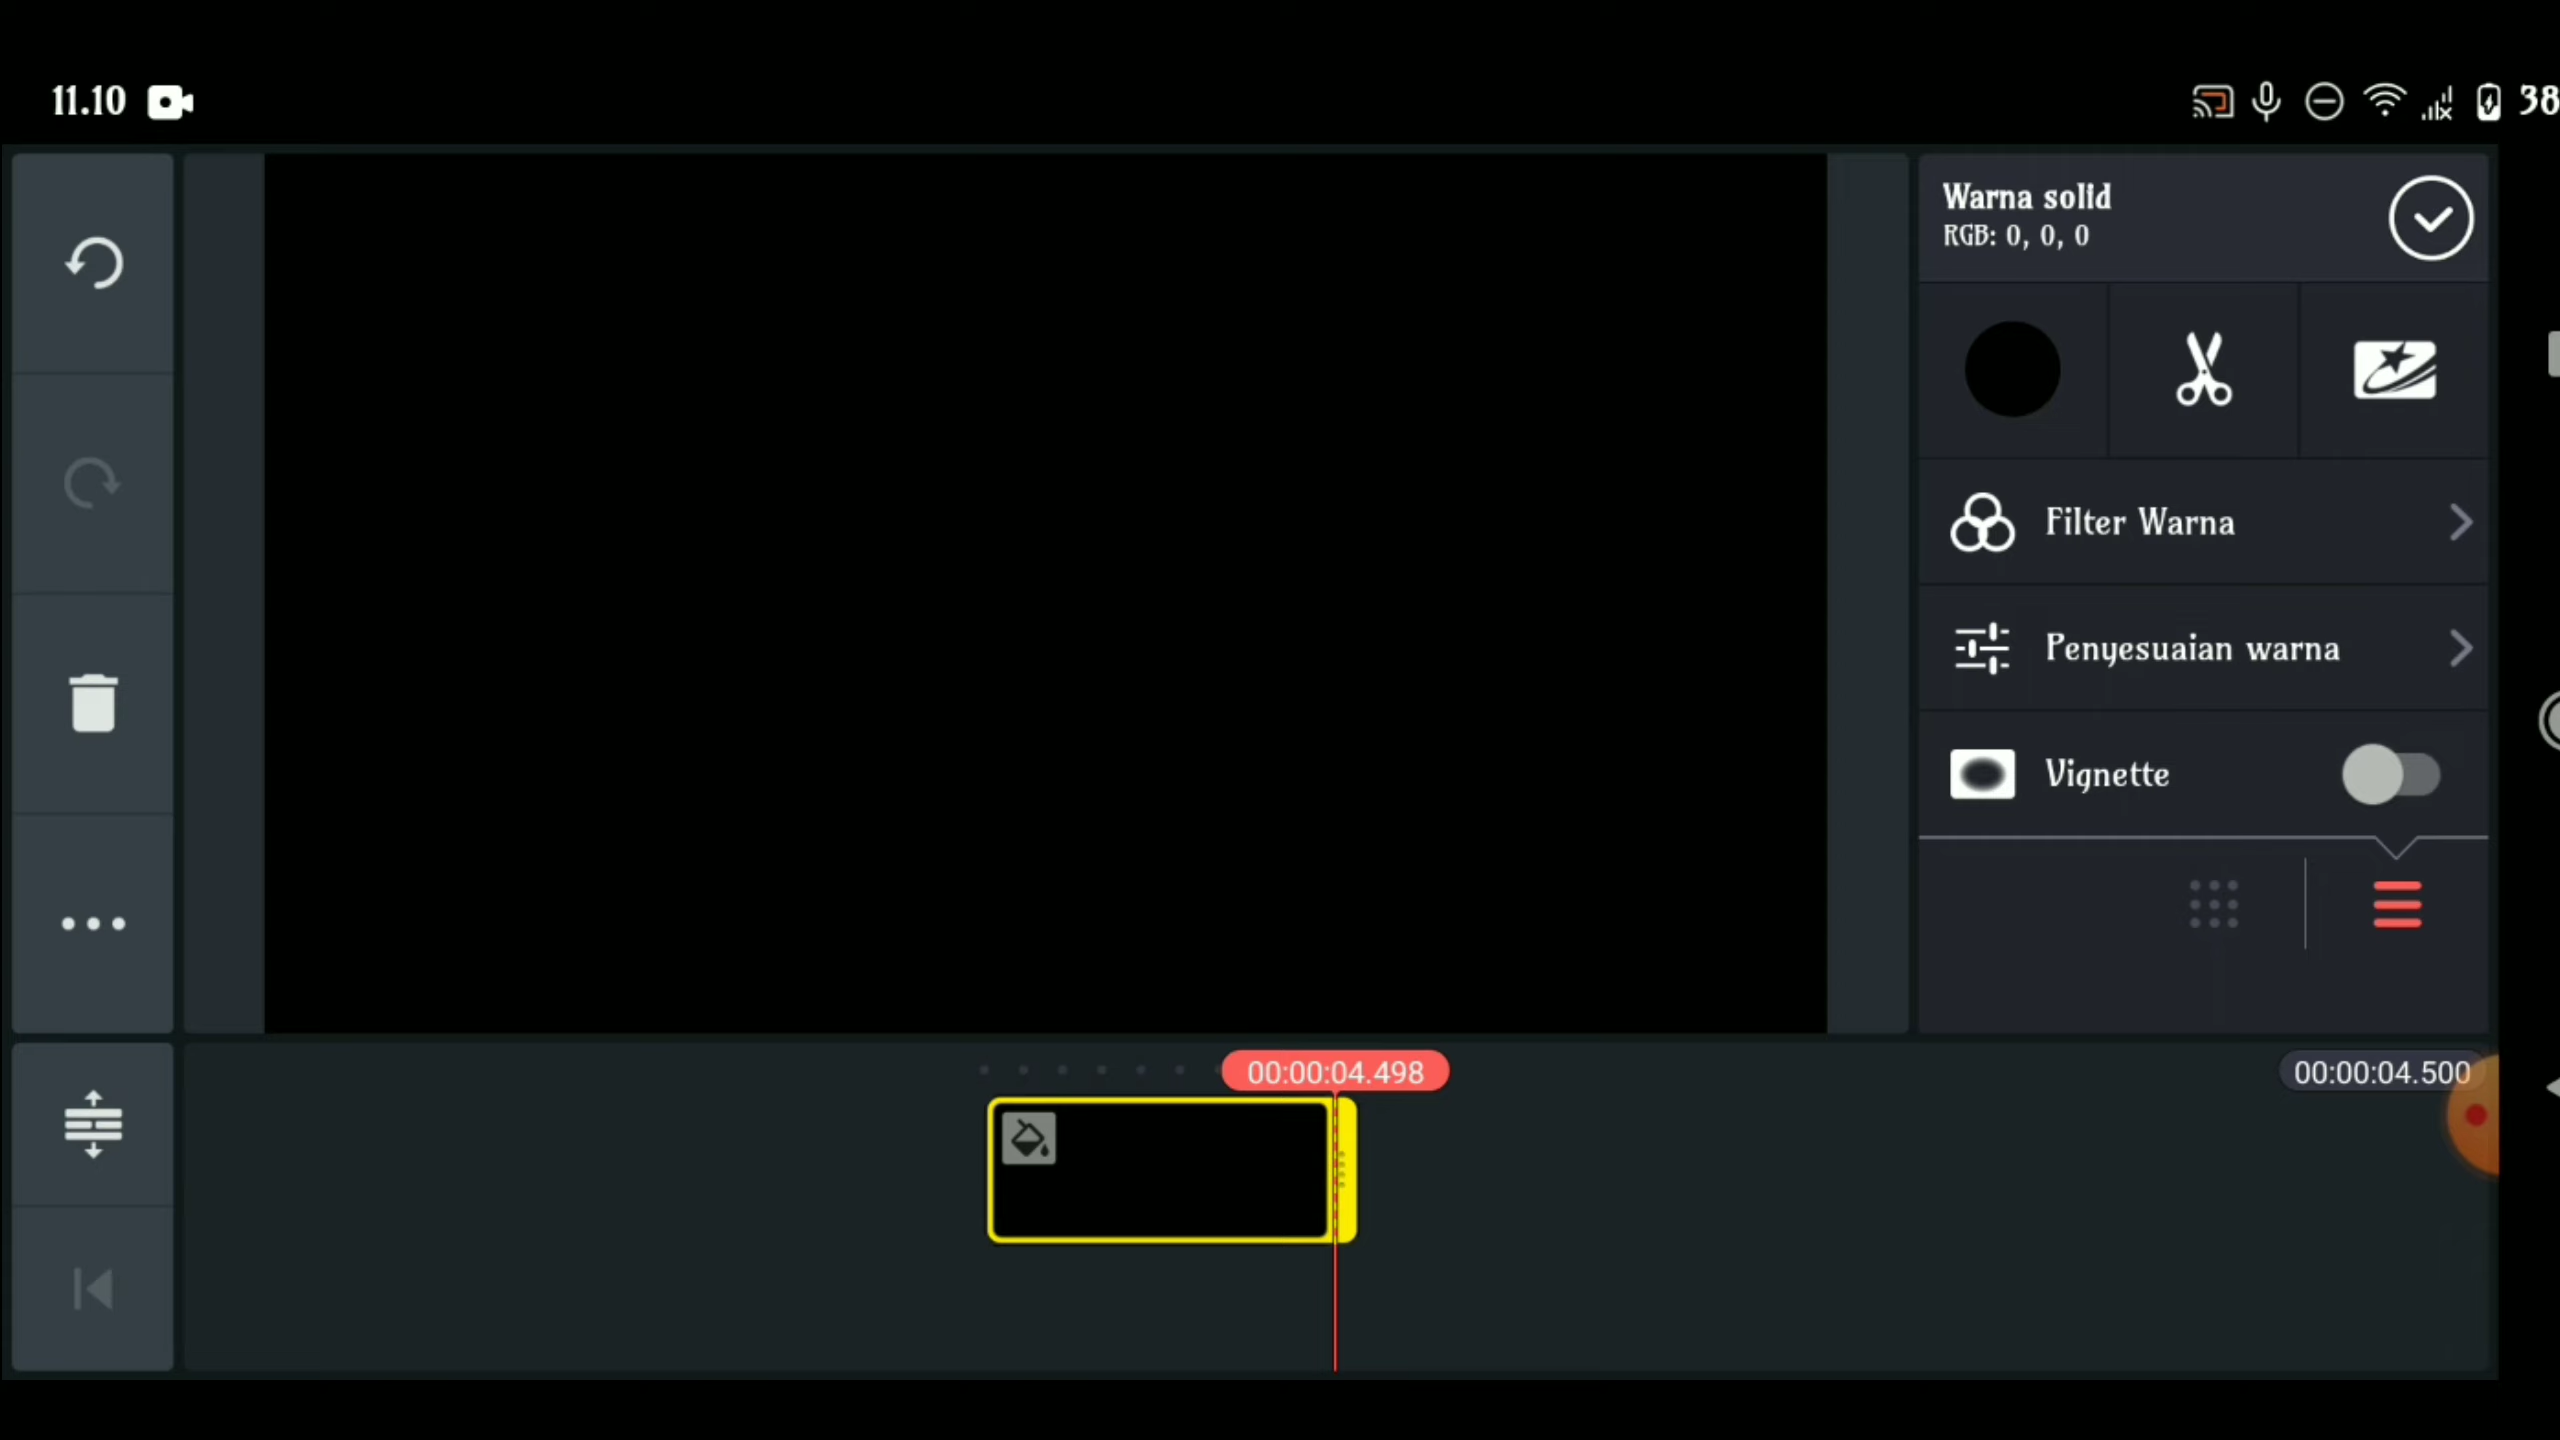 11.10
38
Warna solid
RGB: 0, 0, 0
Filter Warna
Penyesuaian warna
Vignette
00:00:04.498
00:00:04.500